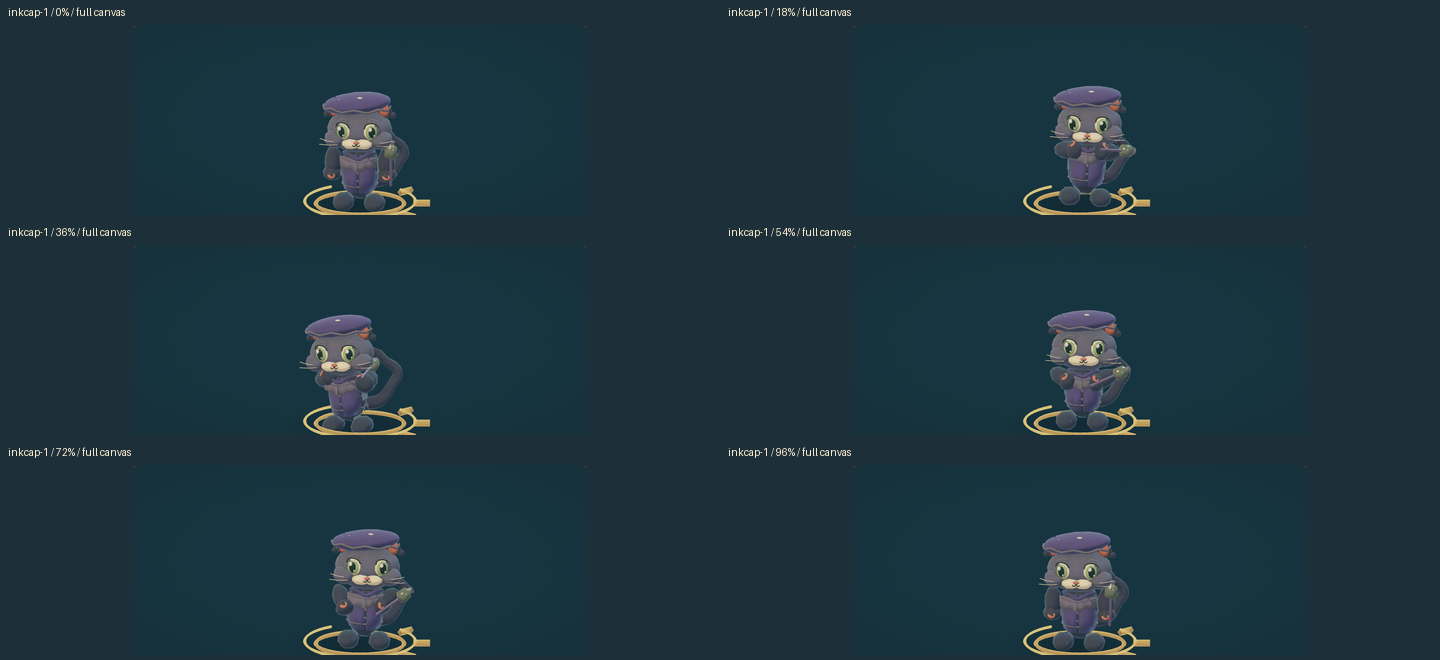 inkcap-1 / 0% / full canvas
inkcap-1 / 18% / full canvas
inkcap-1 / 36% / full canvas
inkcap-1 / 54% / full canvas
inkcap-1 / 72% / full canvas
inkcap-1 / 96% / full canvas